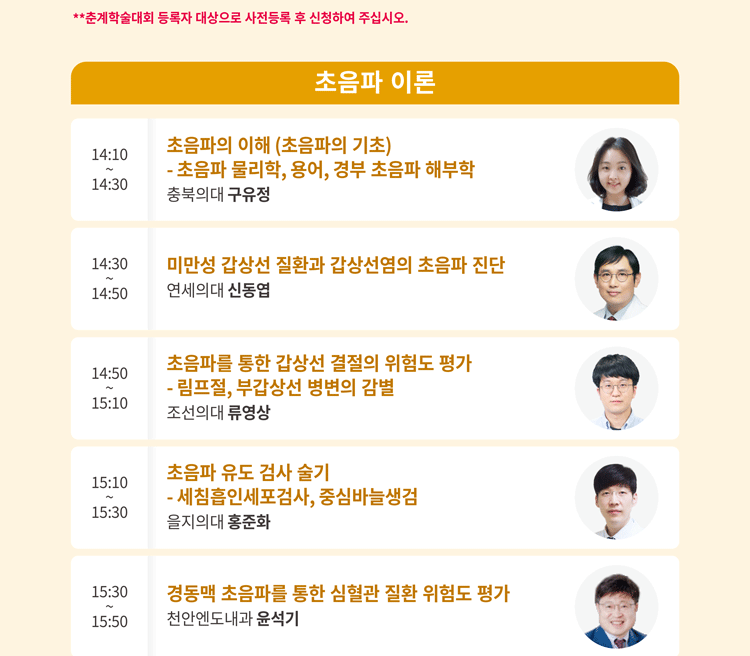 **춘계학술대회 등록자 대상으로 사전등록 후 신청하여 주십시오.
초음파 이론
14:10
~
14:30
초음파의 이해 (초음파의 기초)
- 초음파 물리학, 용어, 경부 초음파 해부학
충북의대 구유정
14:30
~
14:50
미만성 갑상선 질환과 갑상선염의 초음파 진단
연세의대 신동엽
14:50
~
15:10
초음파를 통한 갑상선 결절의 위험도 평가
- 림프절, 부갑상선 병변의 감별
조선의대 류영상
15:10
~
15:30
초음파 유도 검사 술기
- 세침흡인세포검사, 중심바늘생검
을지의대 홍준화
15:30
~
15:50
경동맥 초음파를 통한 심혈관 질환 위험도 평가
천안엔도내과 윤석기